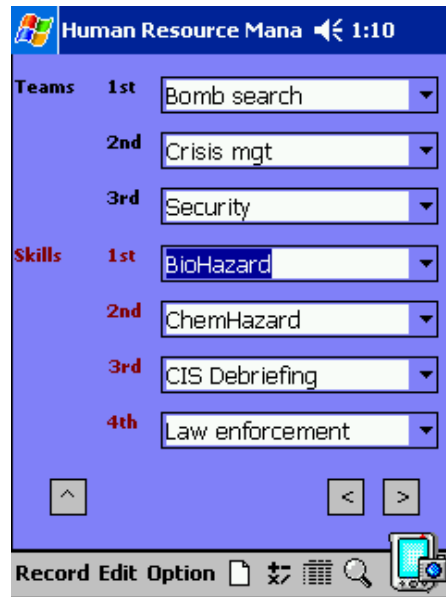 Human Resource Mana 1:10
Teams 1st Bomb search
2nd Crisis mgt
3rd Security
Skills 1st BioHazard
2nd ChemHazard
3rd CIS Debriefing
4th Law enforcement
^ < >
Record Edit Option